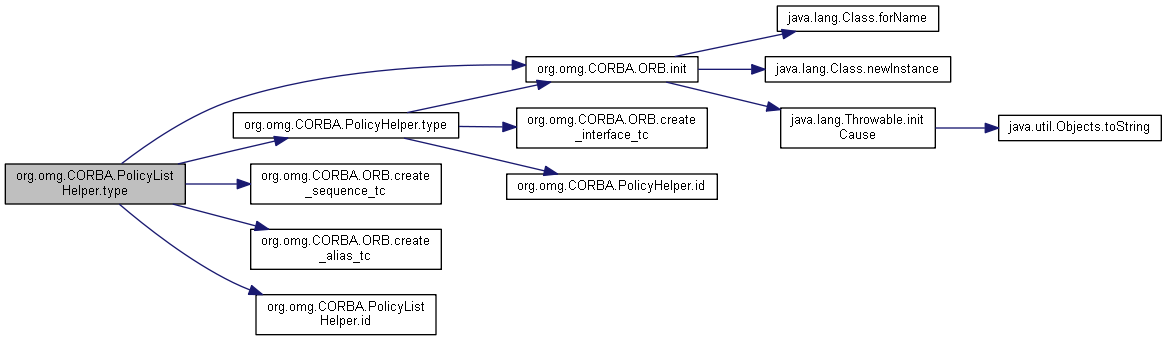 java.lang.Class.forName
org.omg.CORBA.ORB.init
java.lang.Class.newInstance
org.omg.CORBA.PolicyHelper.type
org.omg.CORBA.ORB.create
_interface_tc
java.lang.Throwable.init
Cause
java.util.Objects.toString
org.omg.CORBA.PolicyList
Helper.type
org.omg.CORBA.ORB.create
_sequence_tc
org.omg.CORBA.PolicyHelper.id
org.omg.CORBA.ORB.create
_alias_tc
org.omg.CORBA.PolicyList
Helper.id